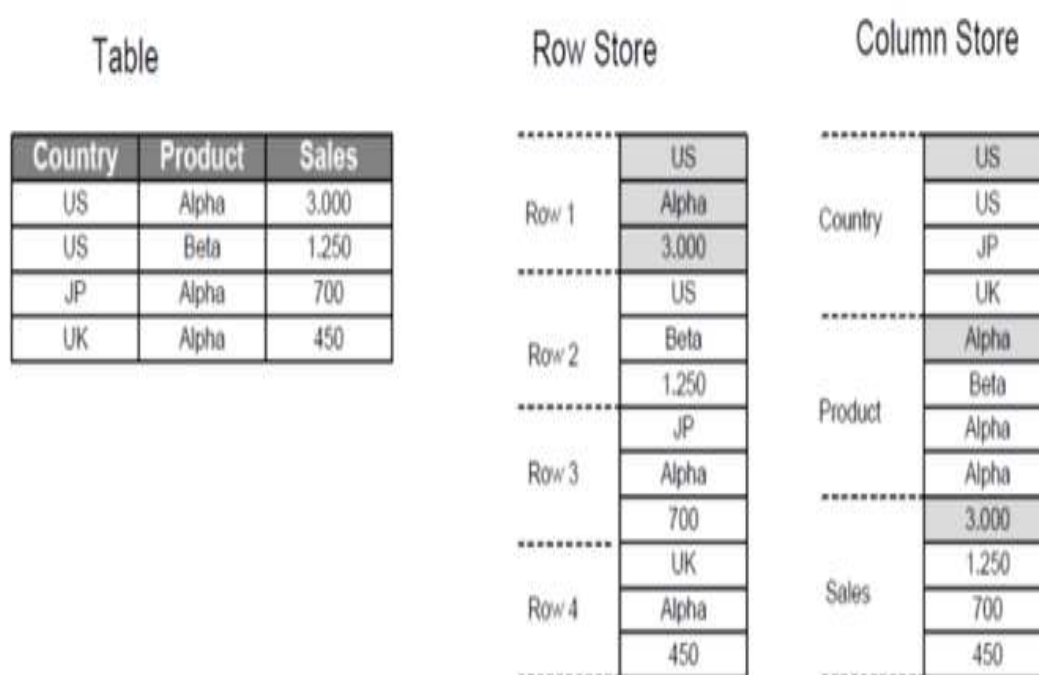 Table
Country Product Sales
US Alpha 3.000
US Beta 1.250
JP Alpha 700
UK Alpha 450
Row Store
Row 1
US
Alpha
3.000
Row 2
US
Beta
1.250
Row 3
JP
Alpha
700
Row 4
UK
Alpha
450
Column Store
Country
US
US
JP
UK
Product
Alpha
Beta
Alpha
Alpha
Sales
3.000
1.250
700
450